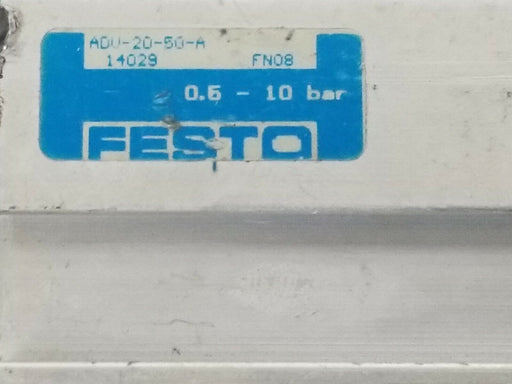 ADV-20-50-A
14029 FN08
0.6 - 10 bar
FESTO